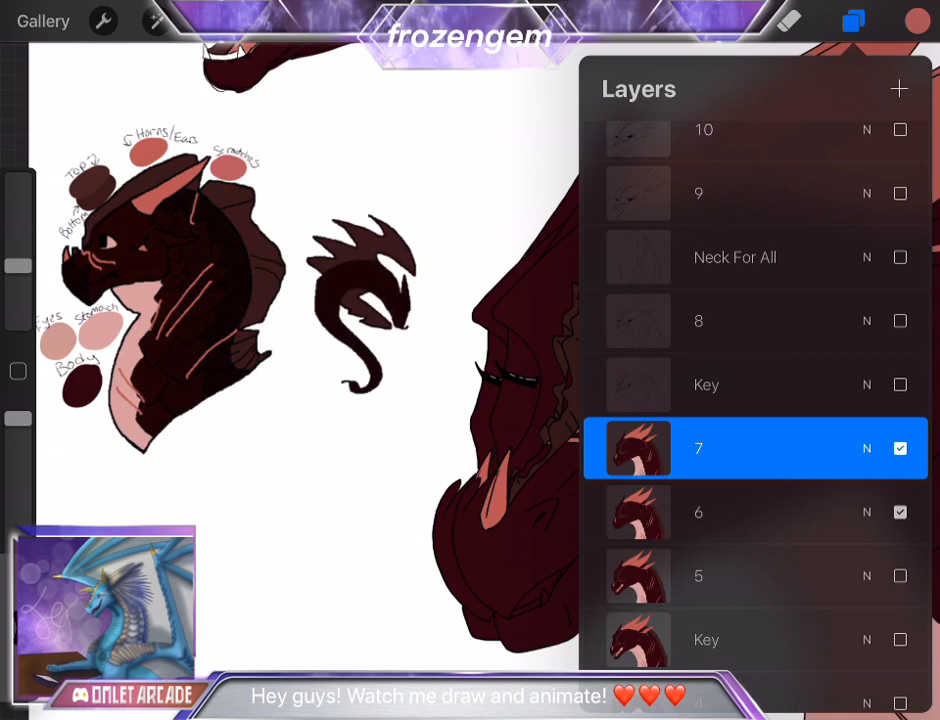 Gallery
frozengem
Layers
10 N
9 N
Neck For All N
8 N
Key N
7 N
6 N
5 N
Key N
4 N
Horns/Ears
Scratches
Top
Bottom
Eyes
Stomach
Body
OMLET ARCADE
Hey guys! Watch me draw and animate! ❤️❤️❤️